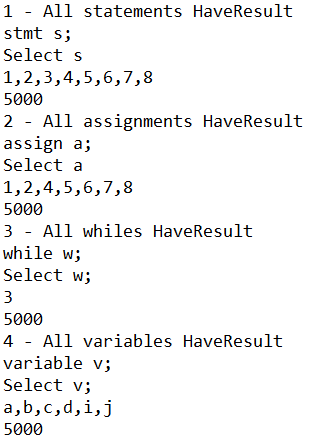 1 - All statements HaveResult
stmt s;
Select s
1,2,3,4,5,6,7,8
5000
2 - All assignments HaveResult
assign a;
Select a
1,2,4,5,6,7,8
5000
3 - All whiles HaveResult
while w;
Select w;
3
5000
4 - All variables HaveResult
variable v;
Select v;
a,b,c,d,i,j
5000